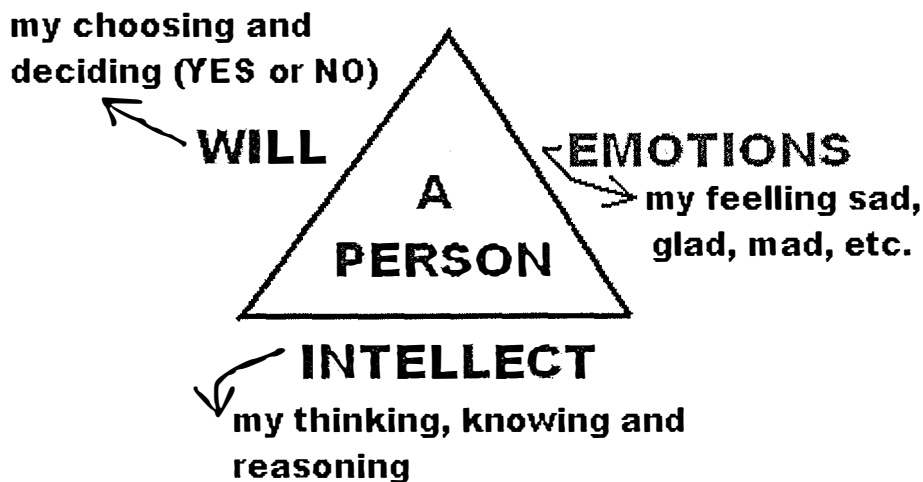 my choosing and
deciding (YES or NO)
WILL
EMOTIONS
my feelling sad,
glad, mad, etc.
A
PERSON
INTELLECT
my thinking, knowing and
reasoning